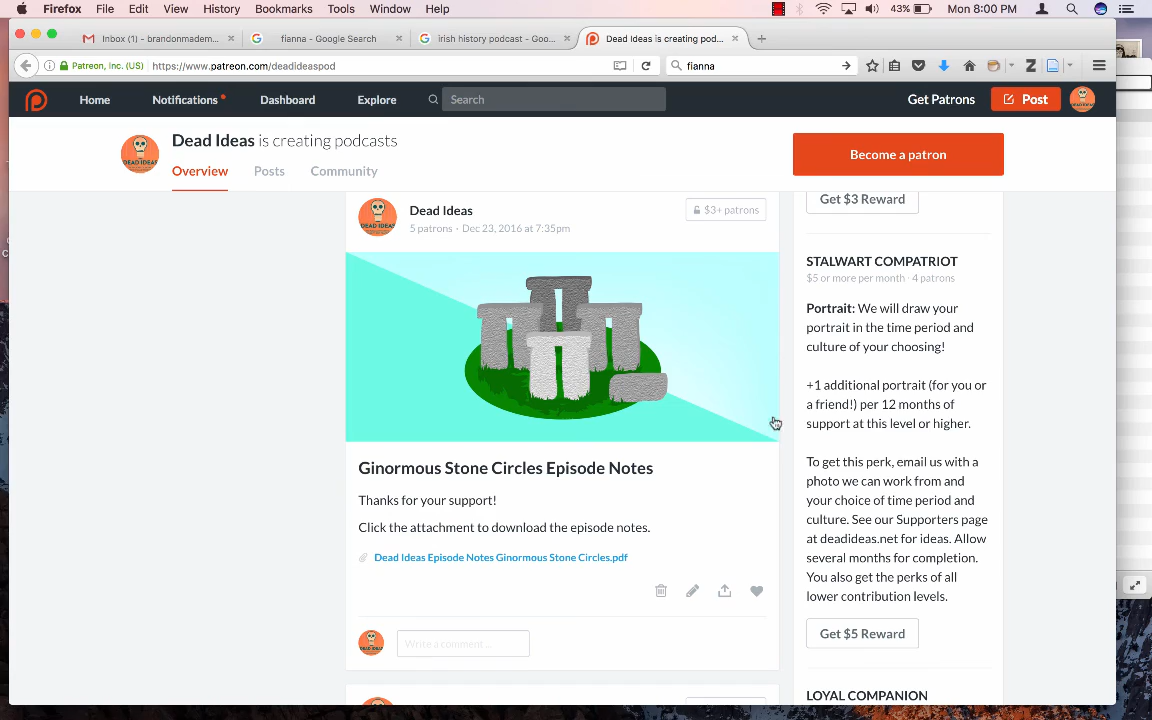 Firefox File Edit View History Bookmarks Tools Window Help 43% Mon 8:00 PM
Inbox (1) - brandonmadem... fianna - Google Search irish history podcast - Goo... Dead Ideas is creating pod...
Patreon, Inc. (US) https://www.patreon.com/deadideaspod fianna
Home Notifications Dashboard Explore Search Get Patrons Post
Dead Ideas is creating podcasts
Become a patron
Overview Posts Community
Dead Ideas
$3+ patrons
5 patrons - Dec 23, 2016 at 7:35pm
Ginormous Stone Circles Episode Notes
Thanks for your support!
Click the attachment to download the episode notes.
Dead Ideas Episode Notes Ginormous Stone Circles.pdf
Write a comment...
Get $3 Reward
STALWART COMPATRIOT
$5 or more per month · 4 patrons
Portrait: We will draw your
portrait in the time period and
culture of your choosing!
+1 additional portrait (for you or
a friend!) per 12 months of
support at this level or higher.
To get this perk, email us with a
photo we can work from and
your choice of time period and
culture. See our Supporters page
at deadideas.net for ideas. Allow
several months for completion.
You also get the perks of all
lower contribution levels.
Get $5 Reward
LOYAL COMPANION